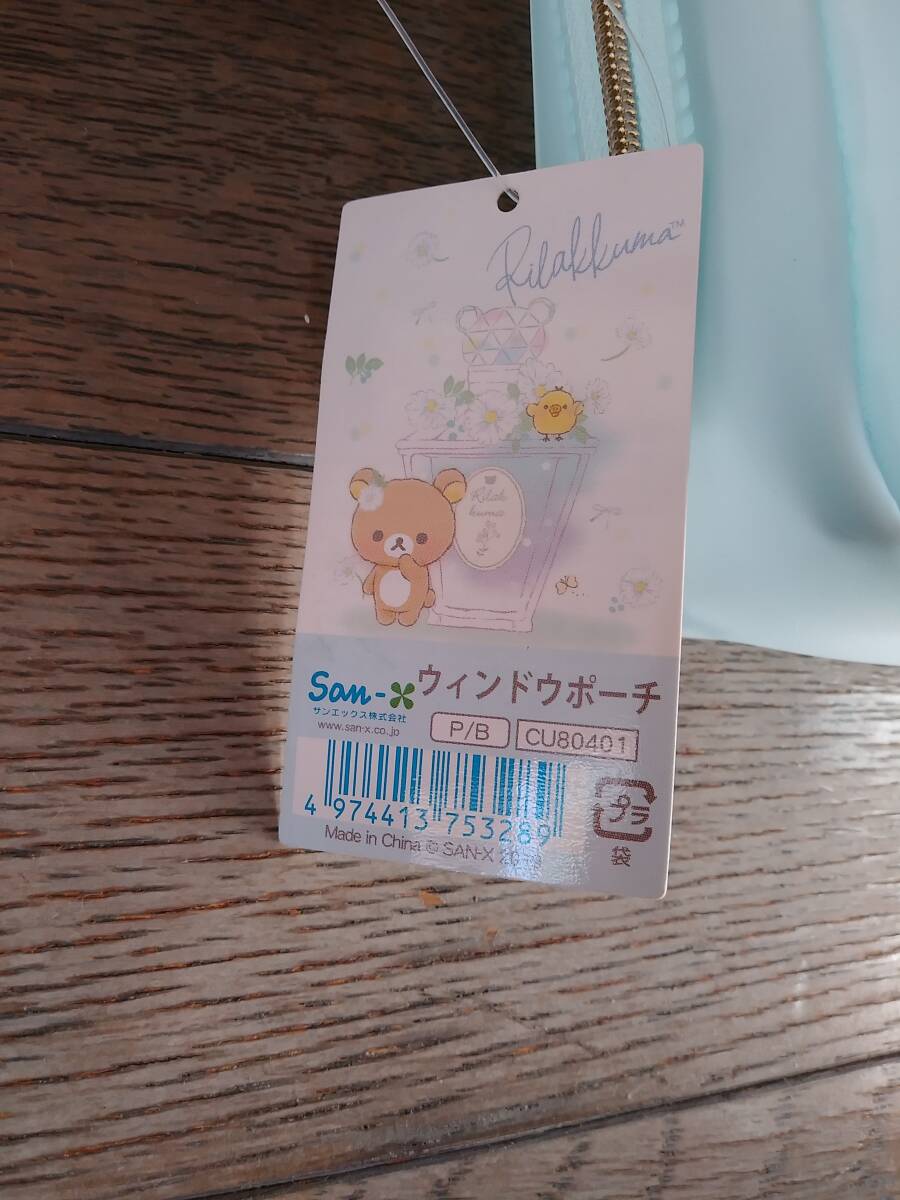 Rilakkuma™
Rilak
kuma
San-X ウィンドウポーチ
サンエックス株式会社
www.san-x.co.jp
P/B CU80401
4 974413 753289
プラ
袋
Made in China © SAN-X